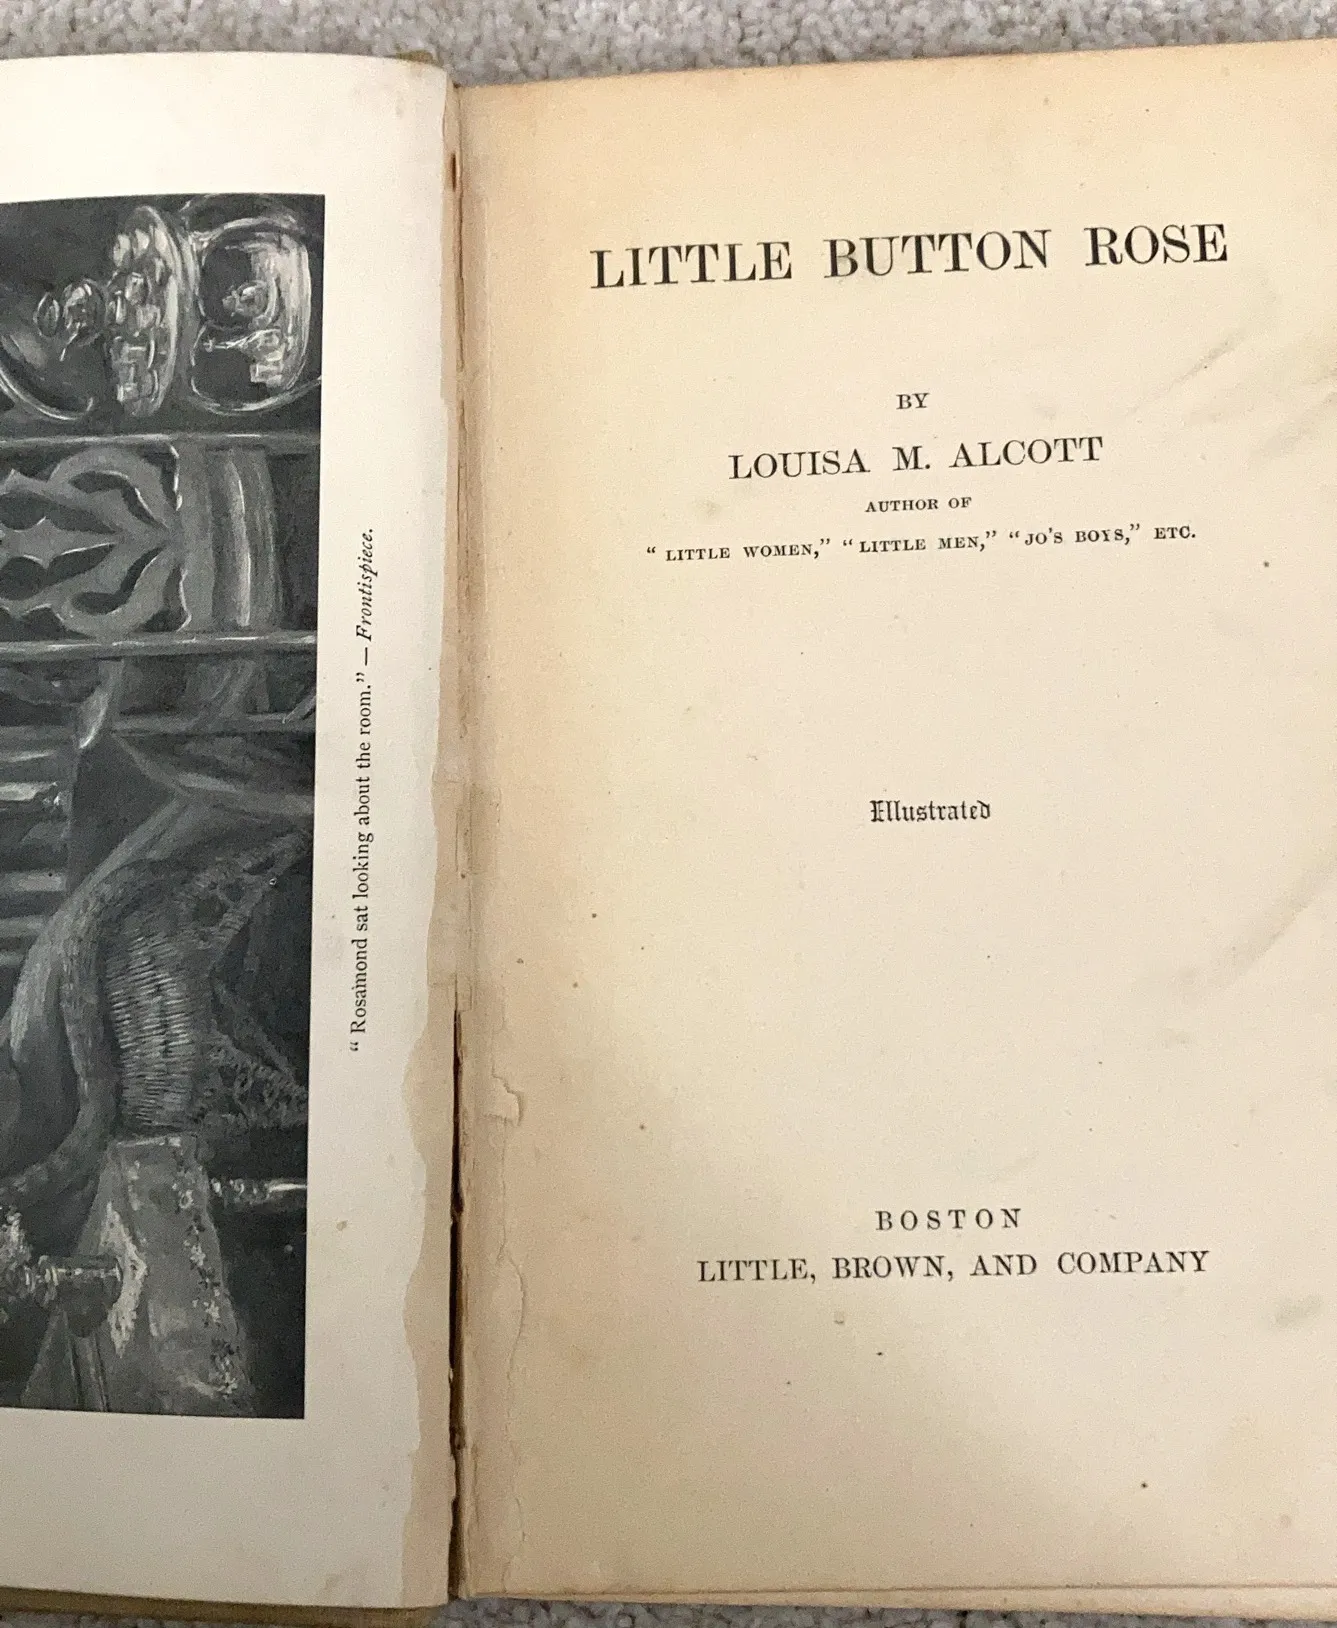 “ Rosamond sat looking about the room.” — Frontispiece.
LITTLE BUTTON ROSE
BY
LOUISA M. ALCOTT
AUTHOR OF
“ LITTLE WOMEN,” “ LITTLE MEN,” “ JO'S BOYS,” ETC.
Illustrated
BOSTON
LITTLE, BROWN, AND COMPANY